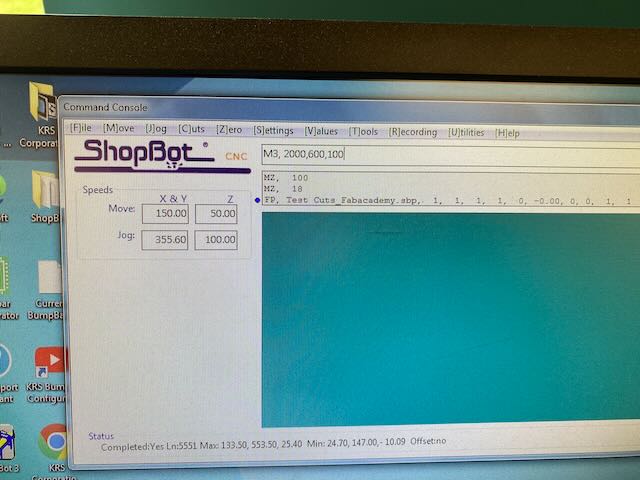 Command Console
[F]ile [M]ove [J]og [C]uts [Z]ero [S]ettings [V]alues [T]ools [R]ecording [U]tilities [H]elp
ShopBot® CNC
M3, 2000,600,100
MZ, 100
MZ, 18
FP, Test Cuts_Fabacademy.sbp, 1, 1, 1, 1, 0, -0.00, 0, 0, 1, 1
Speeds
X & Y Z
Move: 150.00 50.00
Jog: 355.60 100.00
Status
Completed:Yes Ln:5551 Max: 133.50, 553.50, 25.40 Min: 24.70, 147.00,- 10.09 Offset:no
KRS
Corporat
ShopB
Curre
BumpBa
KRS Bum
Configur
KRS
Corporatio
ar
rator
port
ant
Bot 3